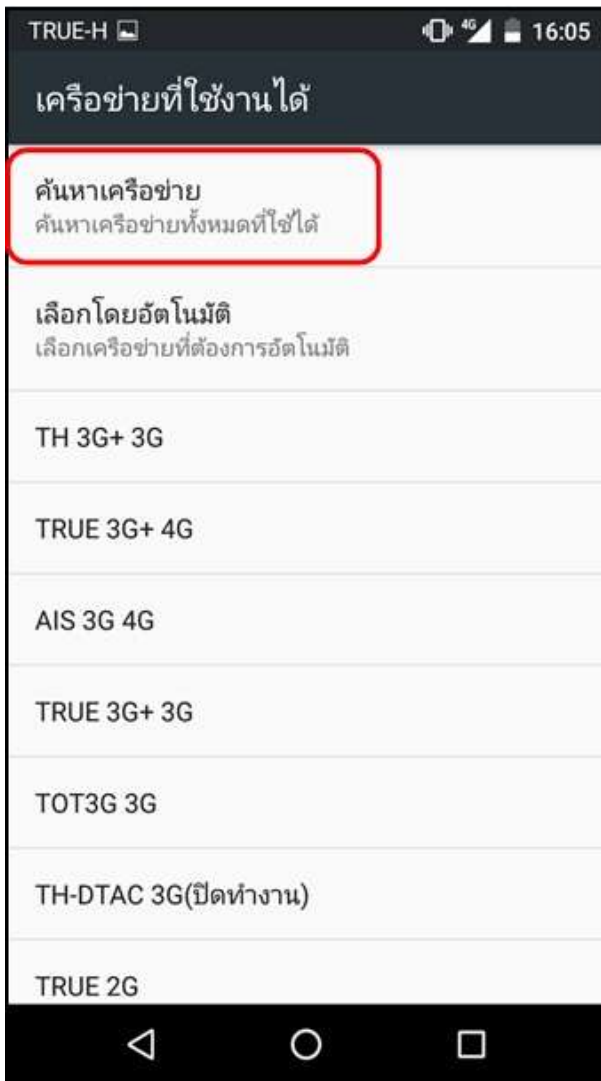 TRUE-H 4G 16:05
เครือข่ายที่ใช้งานได้
ค้นหาเครือข่าย
ค้นหาเครือข่ายทั้งหมดที่ใช้ได้
เลือกโดยอัตโนมัติ
เลือกเครือข่ายที่ต้องการอัตโนมัติ
TH 3G+ 3G
TRUE 3G+ 4G
AIS 3G 4G
TRUE 3G+ 3G
TOT3G 3G
TH-DTAC 3G(ปิดทำงาน)
TRUE 2G